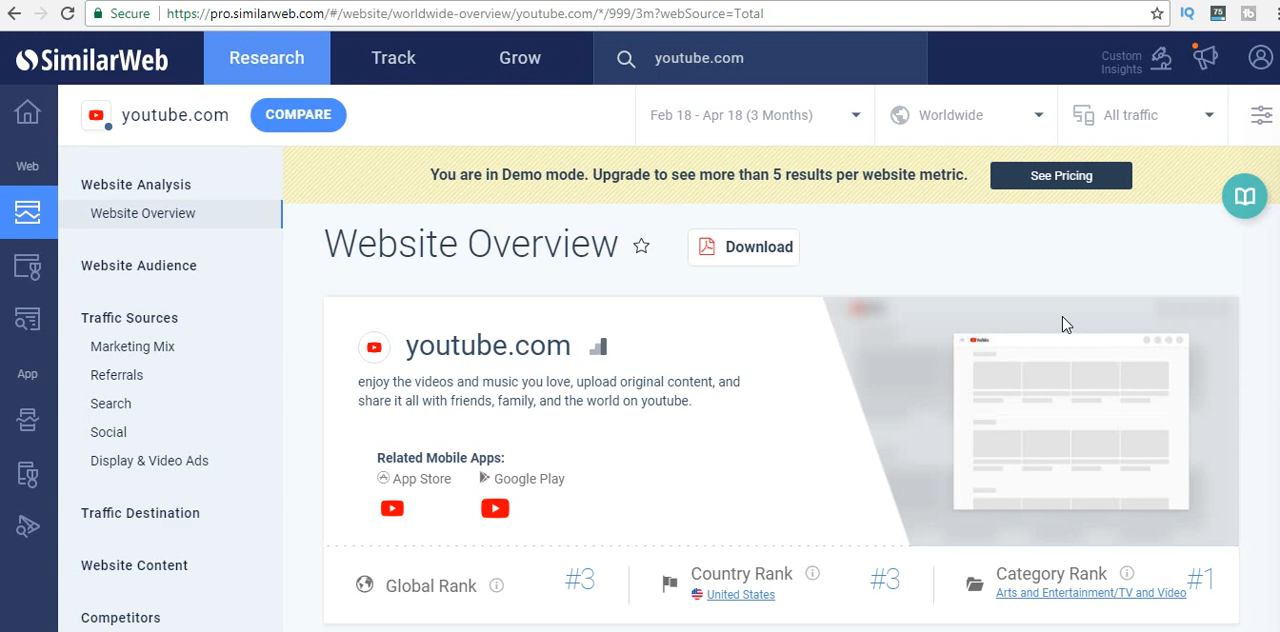 Secure
https://pro.similarweb.com/#/website/worldwide-overview/youtube.com/*/999/3m?webSource=Total
IQ
75
tb
SimilarWeb
Research
Track
Grow
youtube.com
Custom
Insights
youtube.com
COMPARE
Feb 18 - Apr 18 (3 Months)
Worldwide
All traffic
Web
App
Website Analysis
Website Overview
Website Audience
Traffic Sources
Marketing Mix
Referrals
Search
Social
Display & Video Ads
Traffic Destination
Website Content
Competitors
You are in Demo mode. Upgrade to see more than 5 results per website metric.
See Pricing
Website Overview
Download
youtube.com
enjoy the videos and music you love, upload original content, and
share it all with friends, family, and the world on youtube.
Related Mobile Apps:
App Store
Google Play
YouTube
Global Rank
#3
Country Rank
United States
#3
Category Rank
Arts and Entertainment/TV and Video
#1